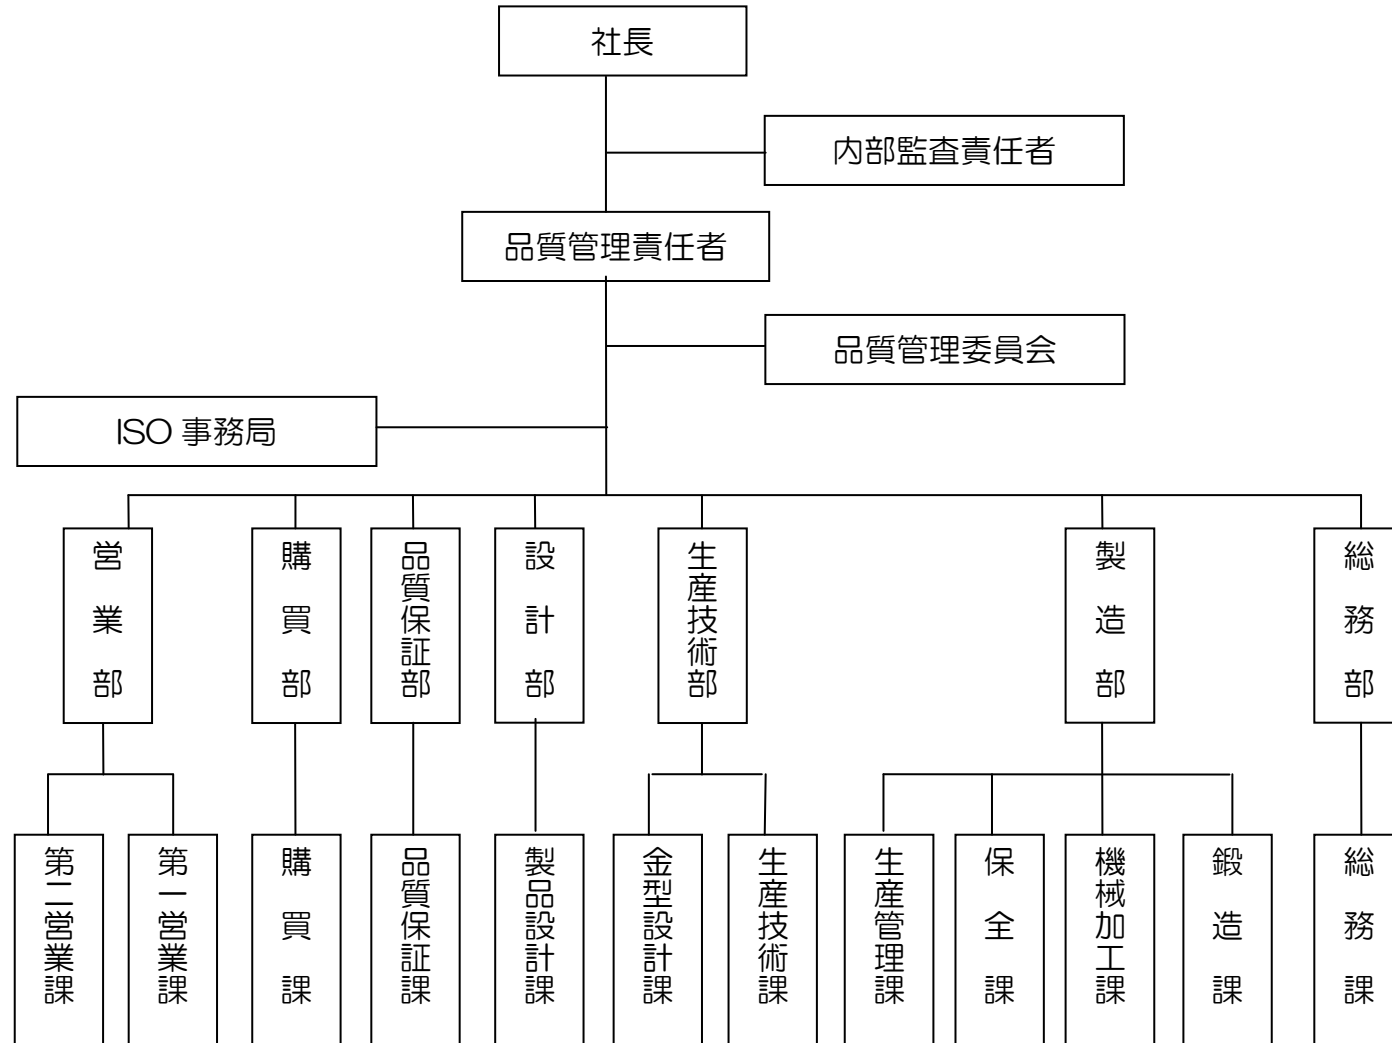 社長
内部監査責任者
品質管理責任者
品質管理委員会
ISO 事務局
営業部
購買部
品質保証部
設計部
生産技術部
製造部
総務部
第二営業課
第一営業課
購買課
品質保証課
製品設計課
金型設計課
生産技術課
生産管理課
保全課
機械加工課
鍛造課
総務課